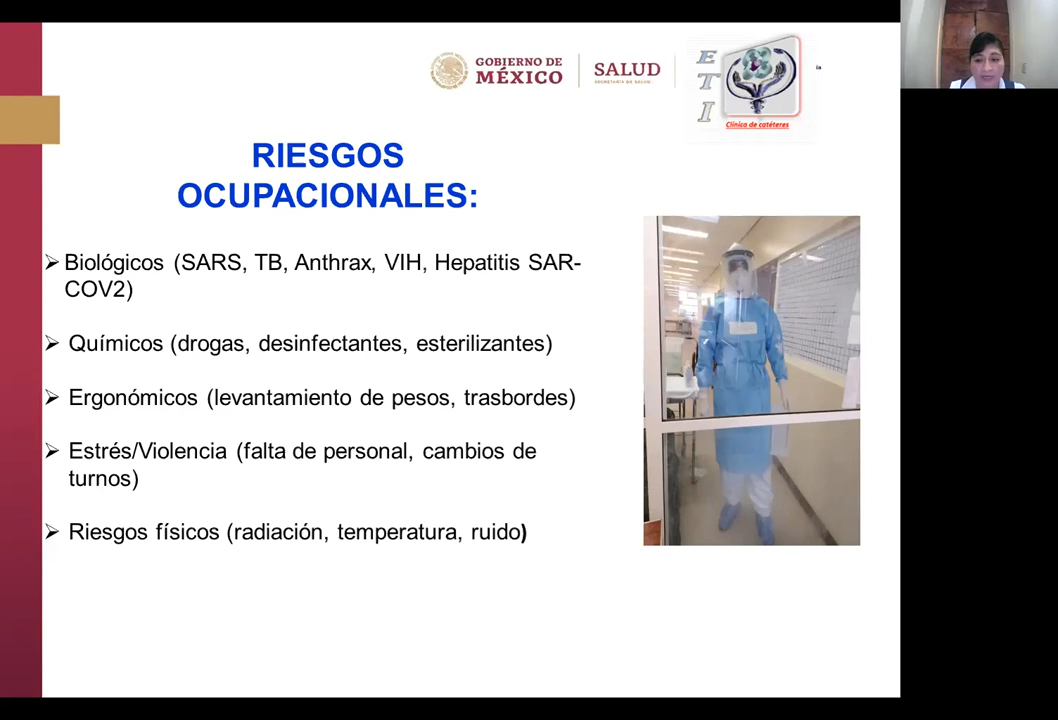 GOBIERNO DE
MÉXICO
SALUD
SECRETARÍA DE SALUD
ETI
Clínica de catéteres
RIESGOS
OCUPACIONALES:
➢ Biológicos (SARS, TB, Anthrax, VIH, Hepatitis SAR-
COV2)
➢ Químicos (drogas, desinfectantes, esterilizantes)
➢ Ergonómicos (levantamiento de pesos, trasbordes)
➢ Estrés/Violencia (falta de personal, cambios de
turnos)
➢ Riesgos físicos (radiación, temperatura, ruido)